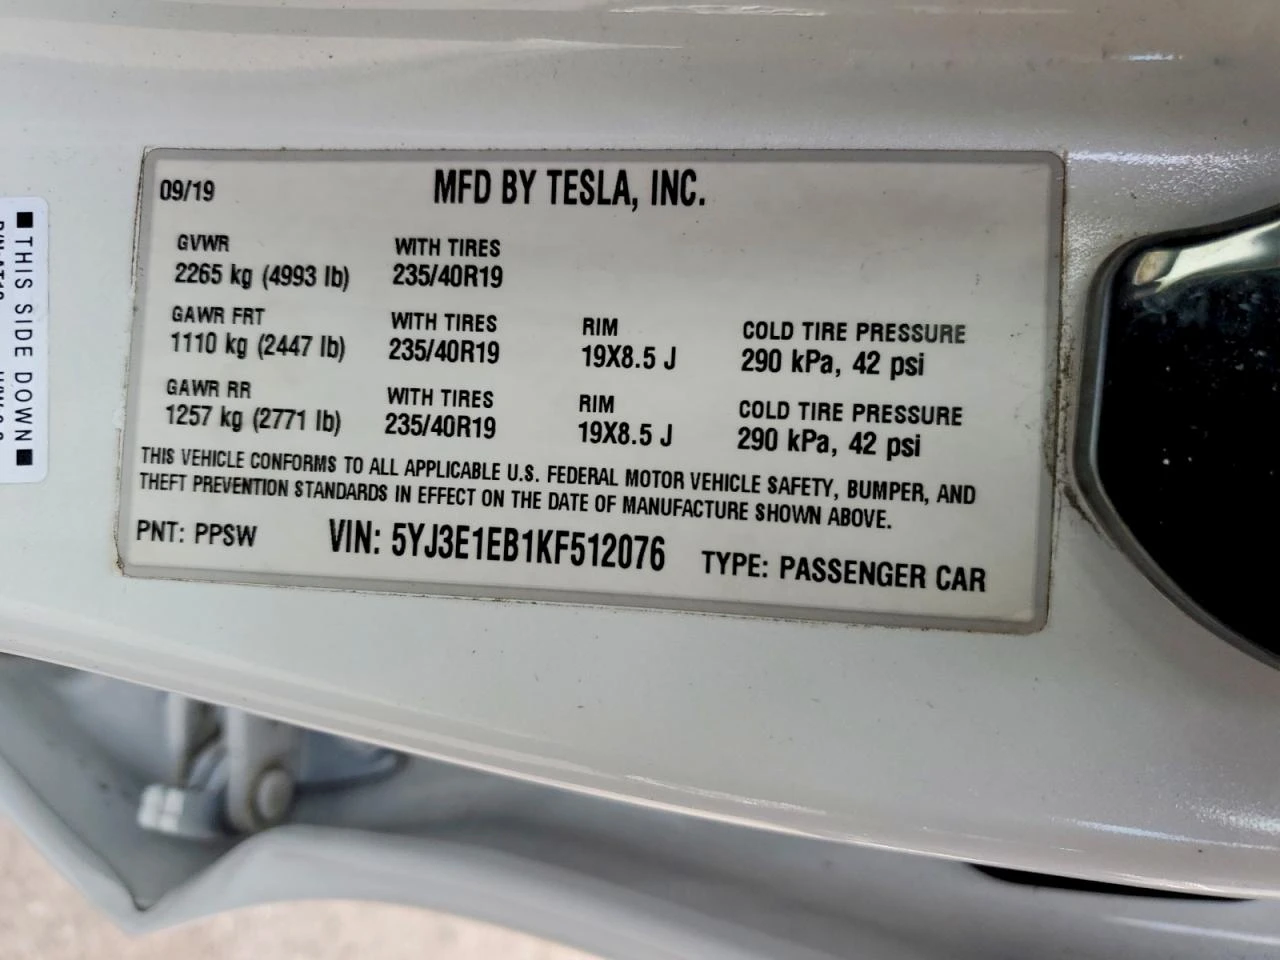 09/19 MFD BY TESLA, INC.
GVWR WITH TIRES
2265 kg (4993 lb) 235/40R19
GAWR FRT WITH TIRES RIM COLD TIRE PRESSURE
1110 kg (2447 lb) 235/40R19 19X8.5 J 290 kPa, 42 psi
GAWR RR WITH TIRES RIM COLD TIRE PRESSURE
1257 kg (2771 lb) 235/40R19 19X8.5 J 290 kPa, 42 psi
THIS VEHICLE CONFORMS TO ALL APPLICABLE U.S. FEDERAL MOTOR VEHICLE SAFETY, BUMPER, AND
THEFT PREVENTION STANDARDS IN EFFECT ON THE DATE OF MANUFACTURE SHOWN ABOVE.
PNT: PPSW VIN: 5YJ3E1EB1KF512076 TYPE: PASSENGER CAR
THIS SIDE DOWN